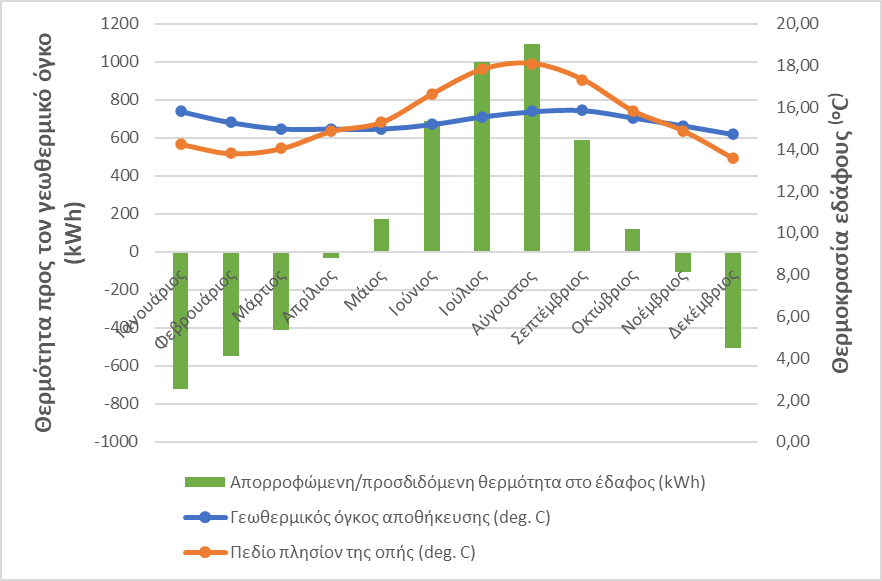 Θερμότητα προς τον γεωθερμικό όγκο
(kWh)
1200
1000
800
600
400
200
0
-200
-400
-600
-800
-1000
Ιανουάριος
Φεβρουάριος
Μάρτιος
Απρίλιος
Μάιος
Ιούνιος
Ιούλιος
Αύγουστος
Σεπτέμβριος
Οκτώβριος
Νοέμβριος
Δεκέμβριος
20,00
18,00
16,00
14,00
12,00
10,00
8,00
6,00
4,00
2,00
0,00
Θερμοκρασία εδάφους (ºC)
Απορροφώμενη/προσδιδόμενη θερμότητα στο έδαφος (kWh)
Γεωθερμικός όγκος αποθήκευσης (deg. C)
Πεδίο πλησίον της οπής (deg. C)